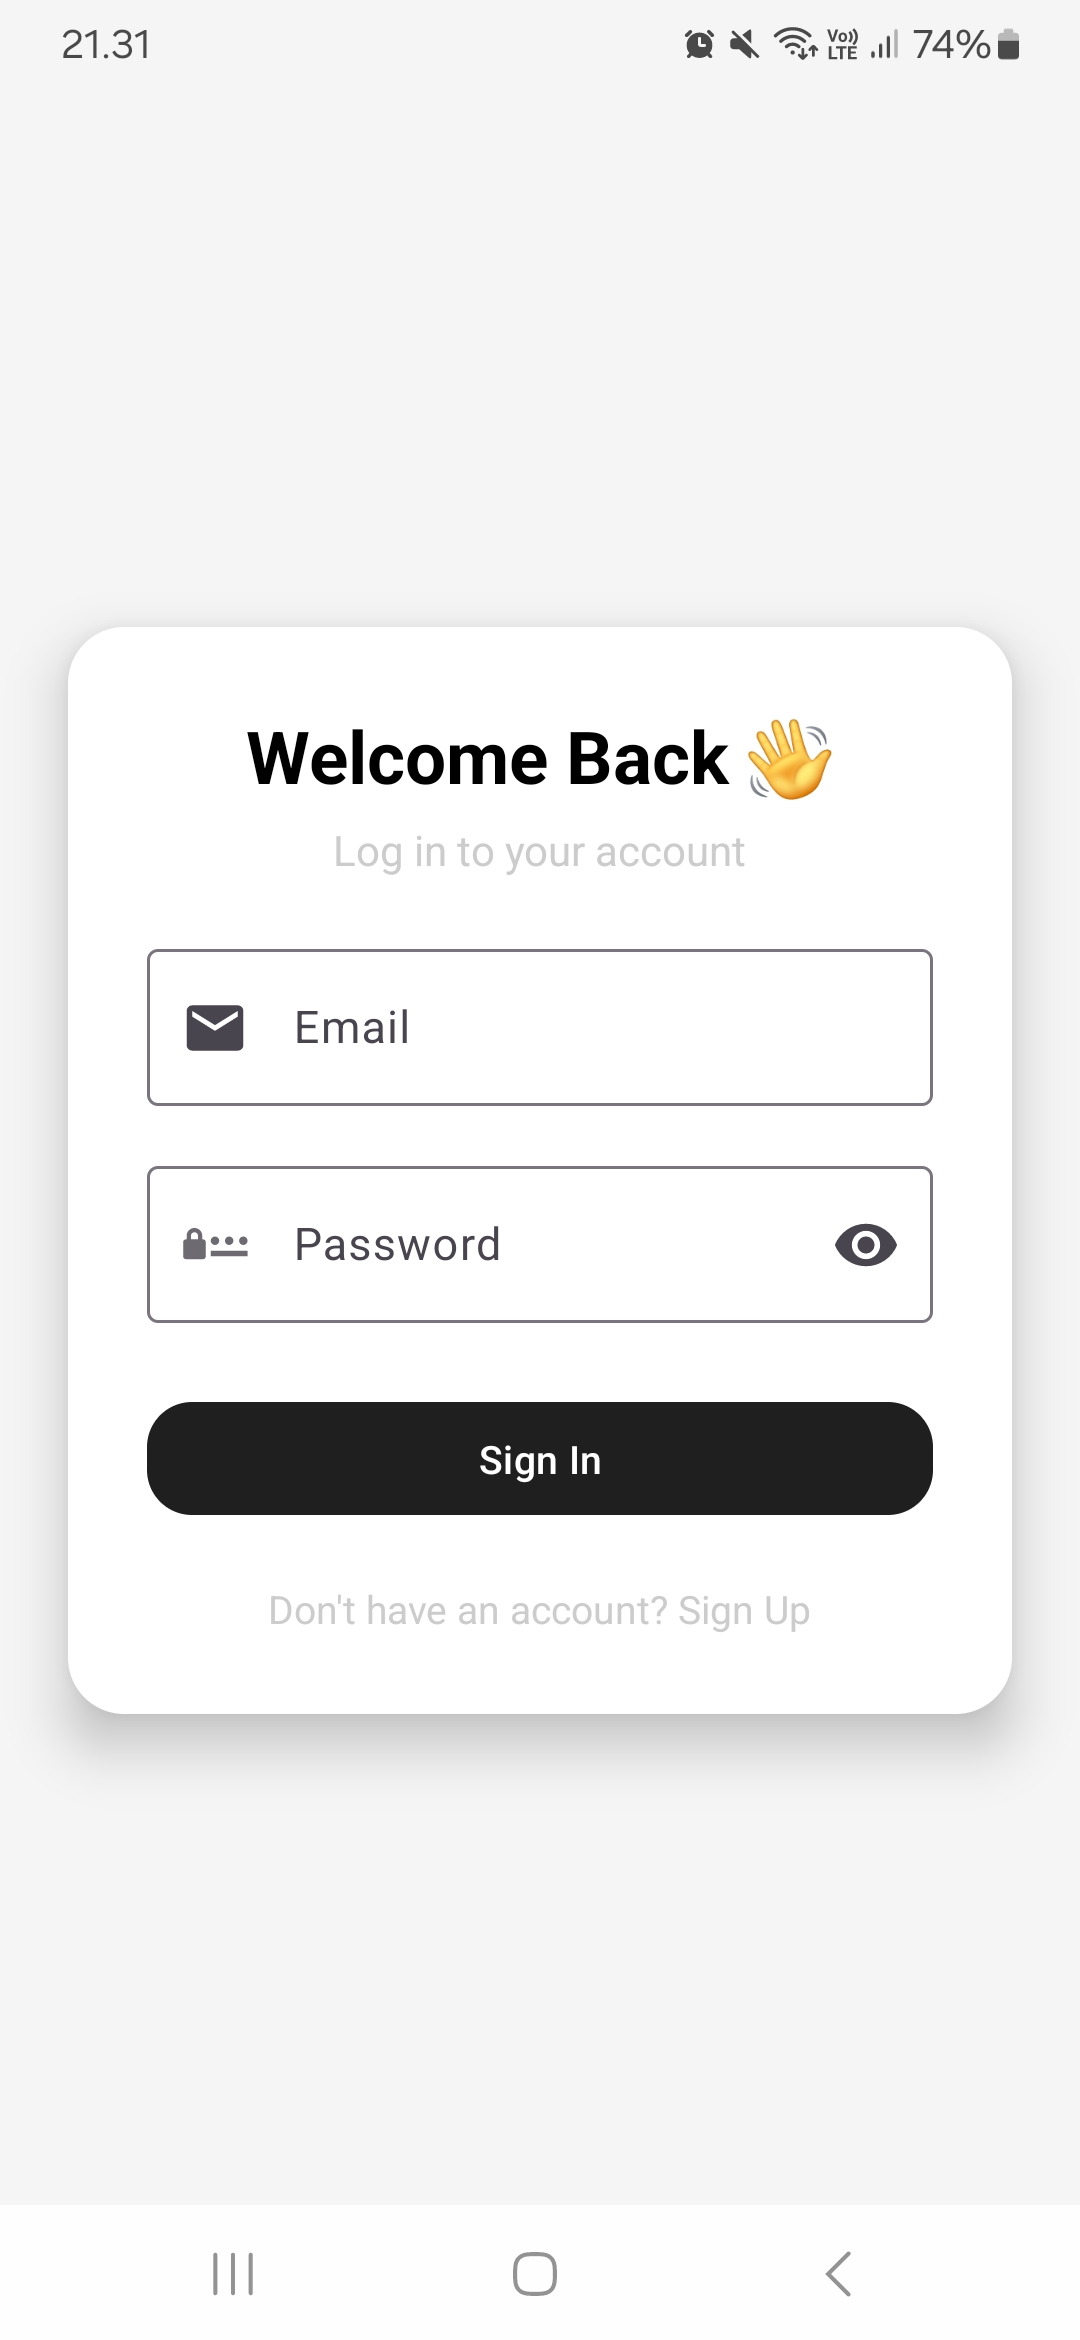 21.31 Vo)) LTE 74%
Welcome Back 👋
Log in to your account
Email
Password
Sign In
Don't have an account? Sign Up